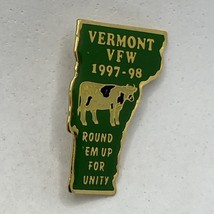 VERMONT
VFW
1997-98
ROUND
'EM UP
FOR
UNITY